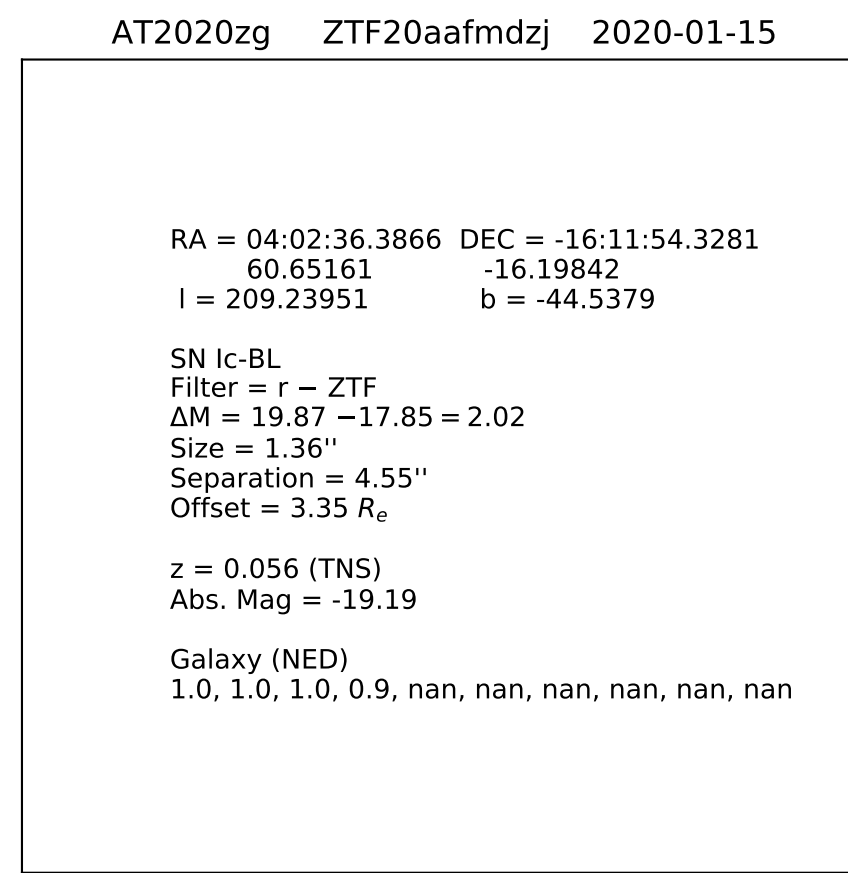 AT2020zg ZTF20aafmdzj 2020-01-15
RA = 04:02:36.3866 DEC = -16:11:54.3281
60.65161 -16.19842
l = 209.23951 b = -44.5379
SN Ic-BL
Filter = r − ZTF
ΔM = 19.87 −17.85 = 2.02
Size = 1.36''
Separation = 4.55''
Offset = 3.35 Rₑ
z = 0.056 (TNS)
Abs. Mag = -19.19
Galaxy (NED)
1.0, 1.0, 1.0, 0.9, nan, nan, nan, nan, nan, nan